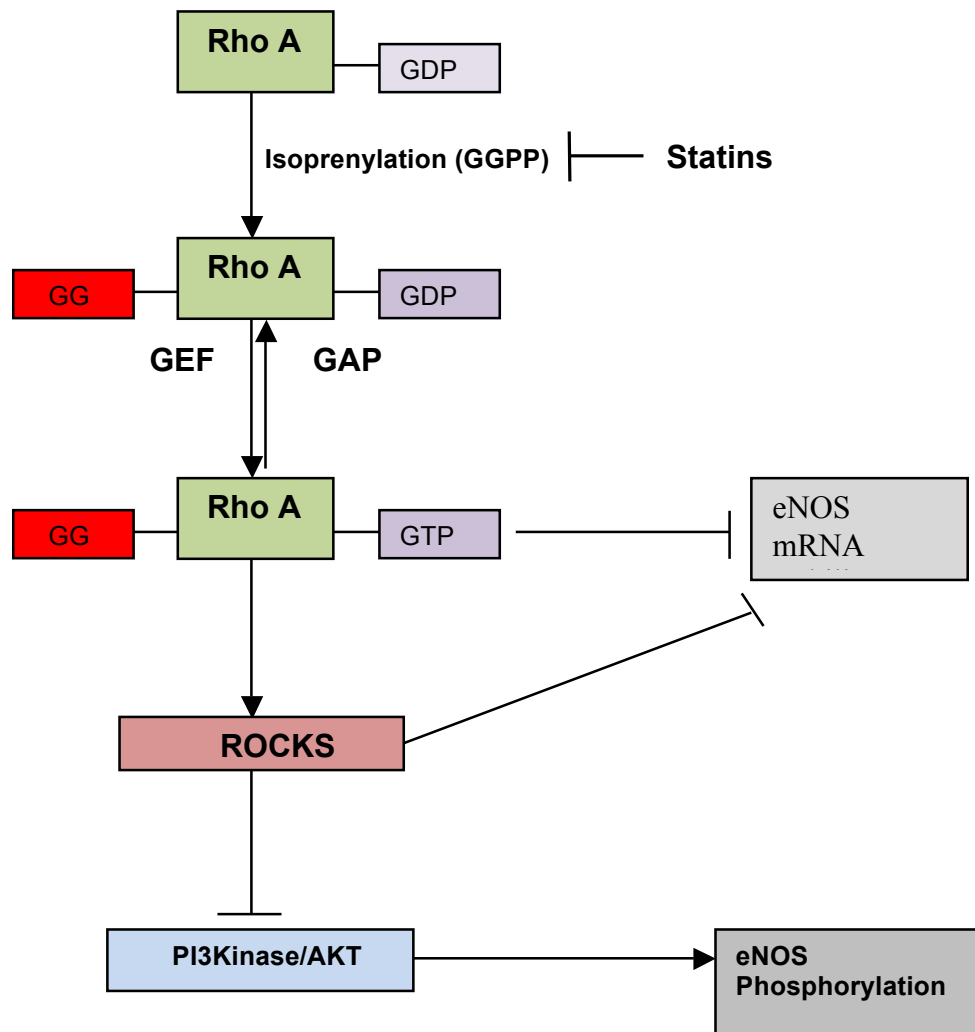 Rho A
GDP
Isoprenylation (GGPP)
Statins
GG
Rho A
GDP
GEF
GAP
GG
Rho A
GTP
eNOS
mRNA
ROCKS
PI3Kinase/AKT
eNOS
Phosphorylation